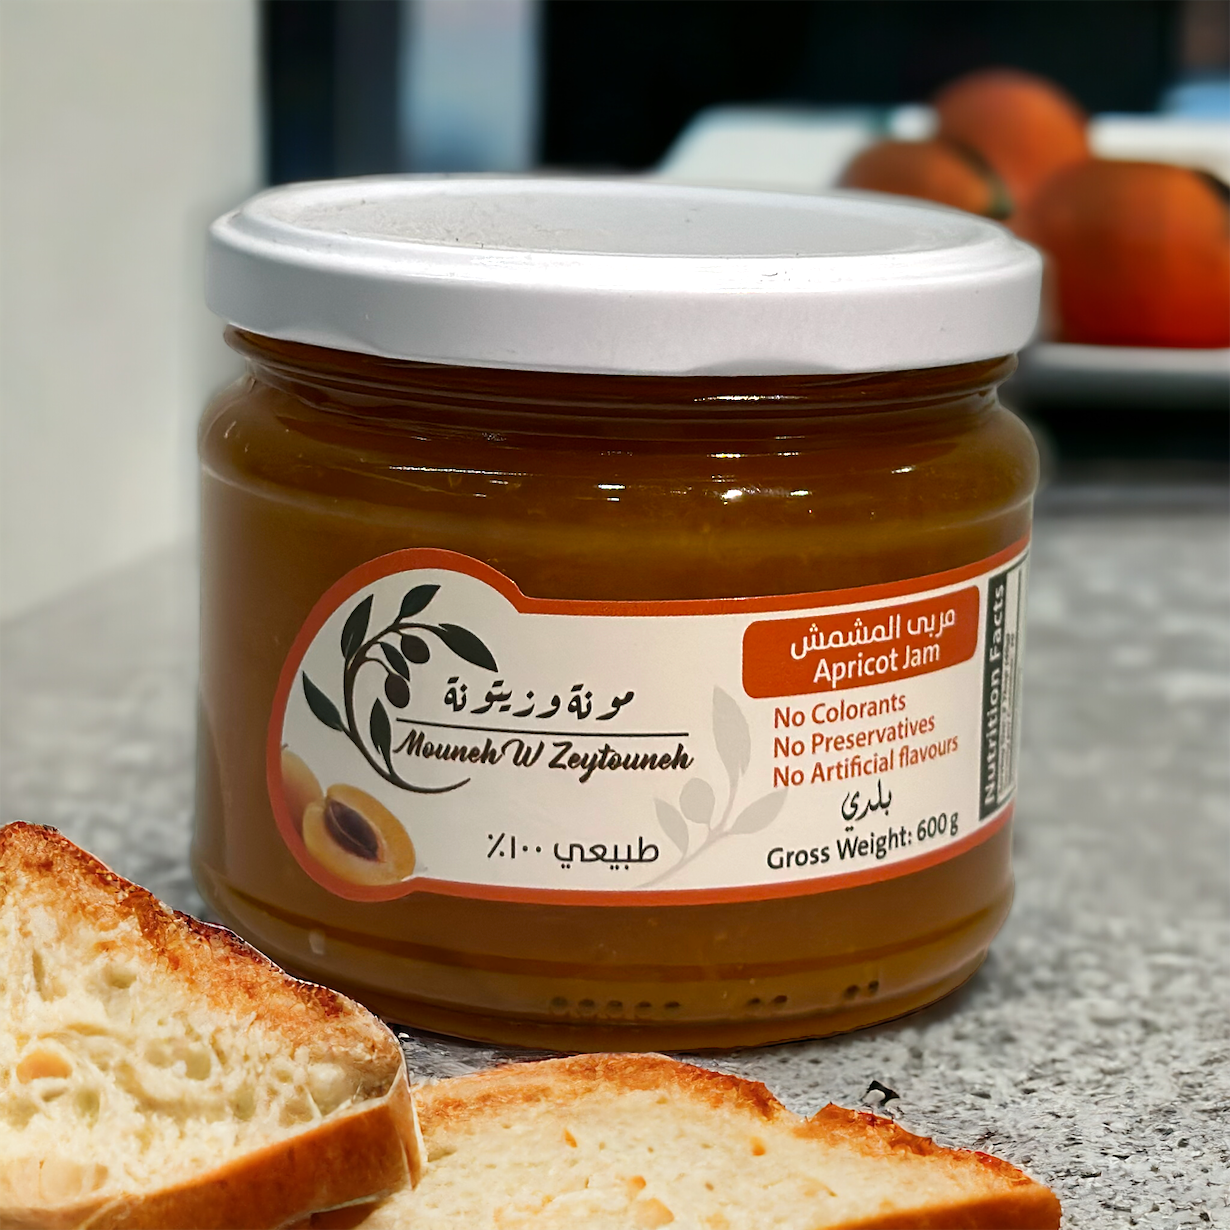 مونة و زيتونة
Mouneh W Zeytouneh
طبيعي ١٠٠٪
مربى المشمش
Apricot Jam
No Colorants
No Preservatives
No Artificial flavours
بلدي
Gross Weight: 600 g
Nutrition Facts